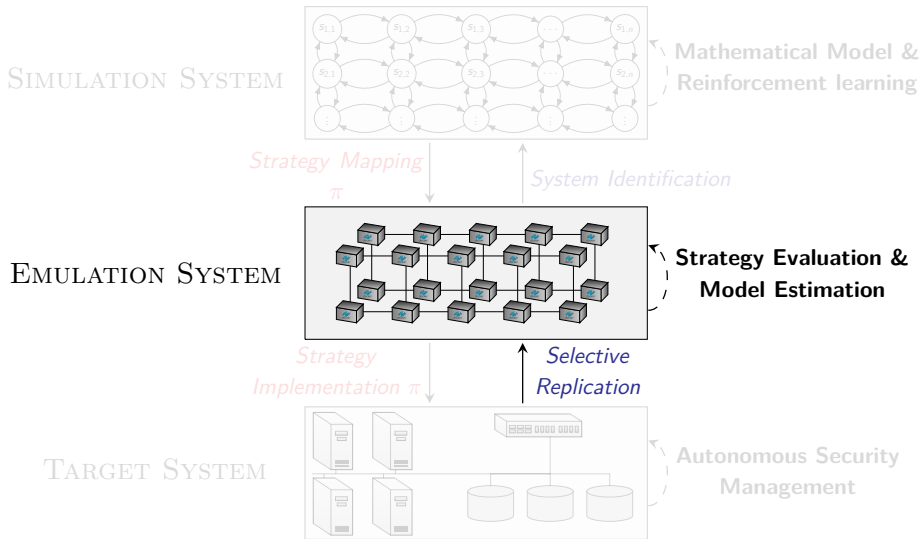 s1,1 s1,2 s1,3 ... s1,n
s2,1 s2,2 s2,3 ... s2,n
⋮ ⋮ ⋮ ⋮ ⋮
SIMULATION SYSTEM
Mathematical Model &
Reinforcement learning
Strategy Mapping
π
System Identification
EMULATION SYSTEM
Strategy Evaluation &
Model Estimation
Strategy
Implementation π
Selective
Replication
TARGET SYSTEM
Autonomous Security
Management